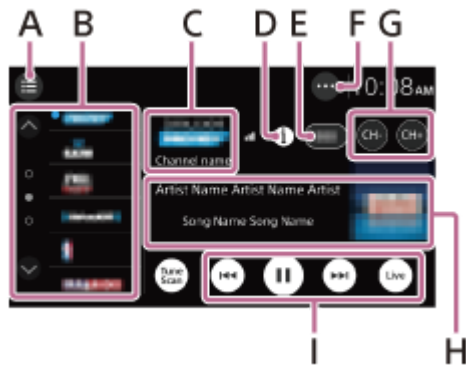 A B C D E F G
10:08AM
CH- CH+
i
Channel name
Artist Name Artist Name Artist
Song Name Song Name
Tune
Scan
Live
I H